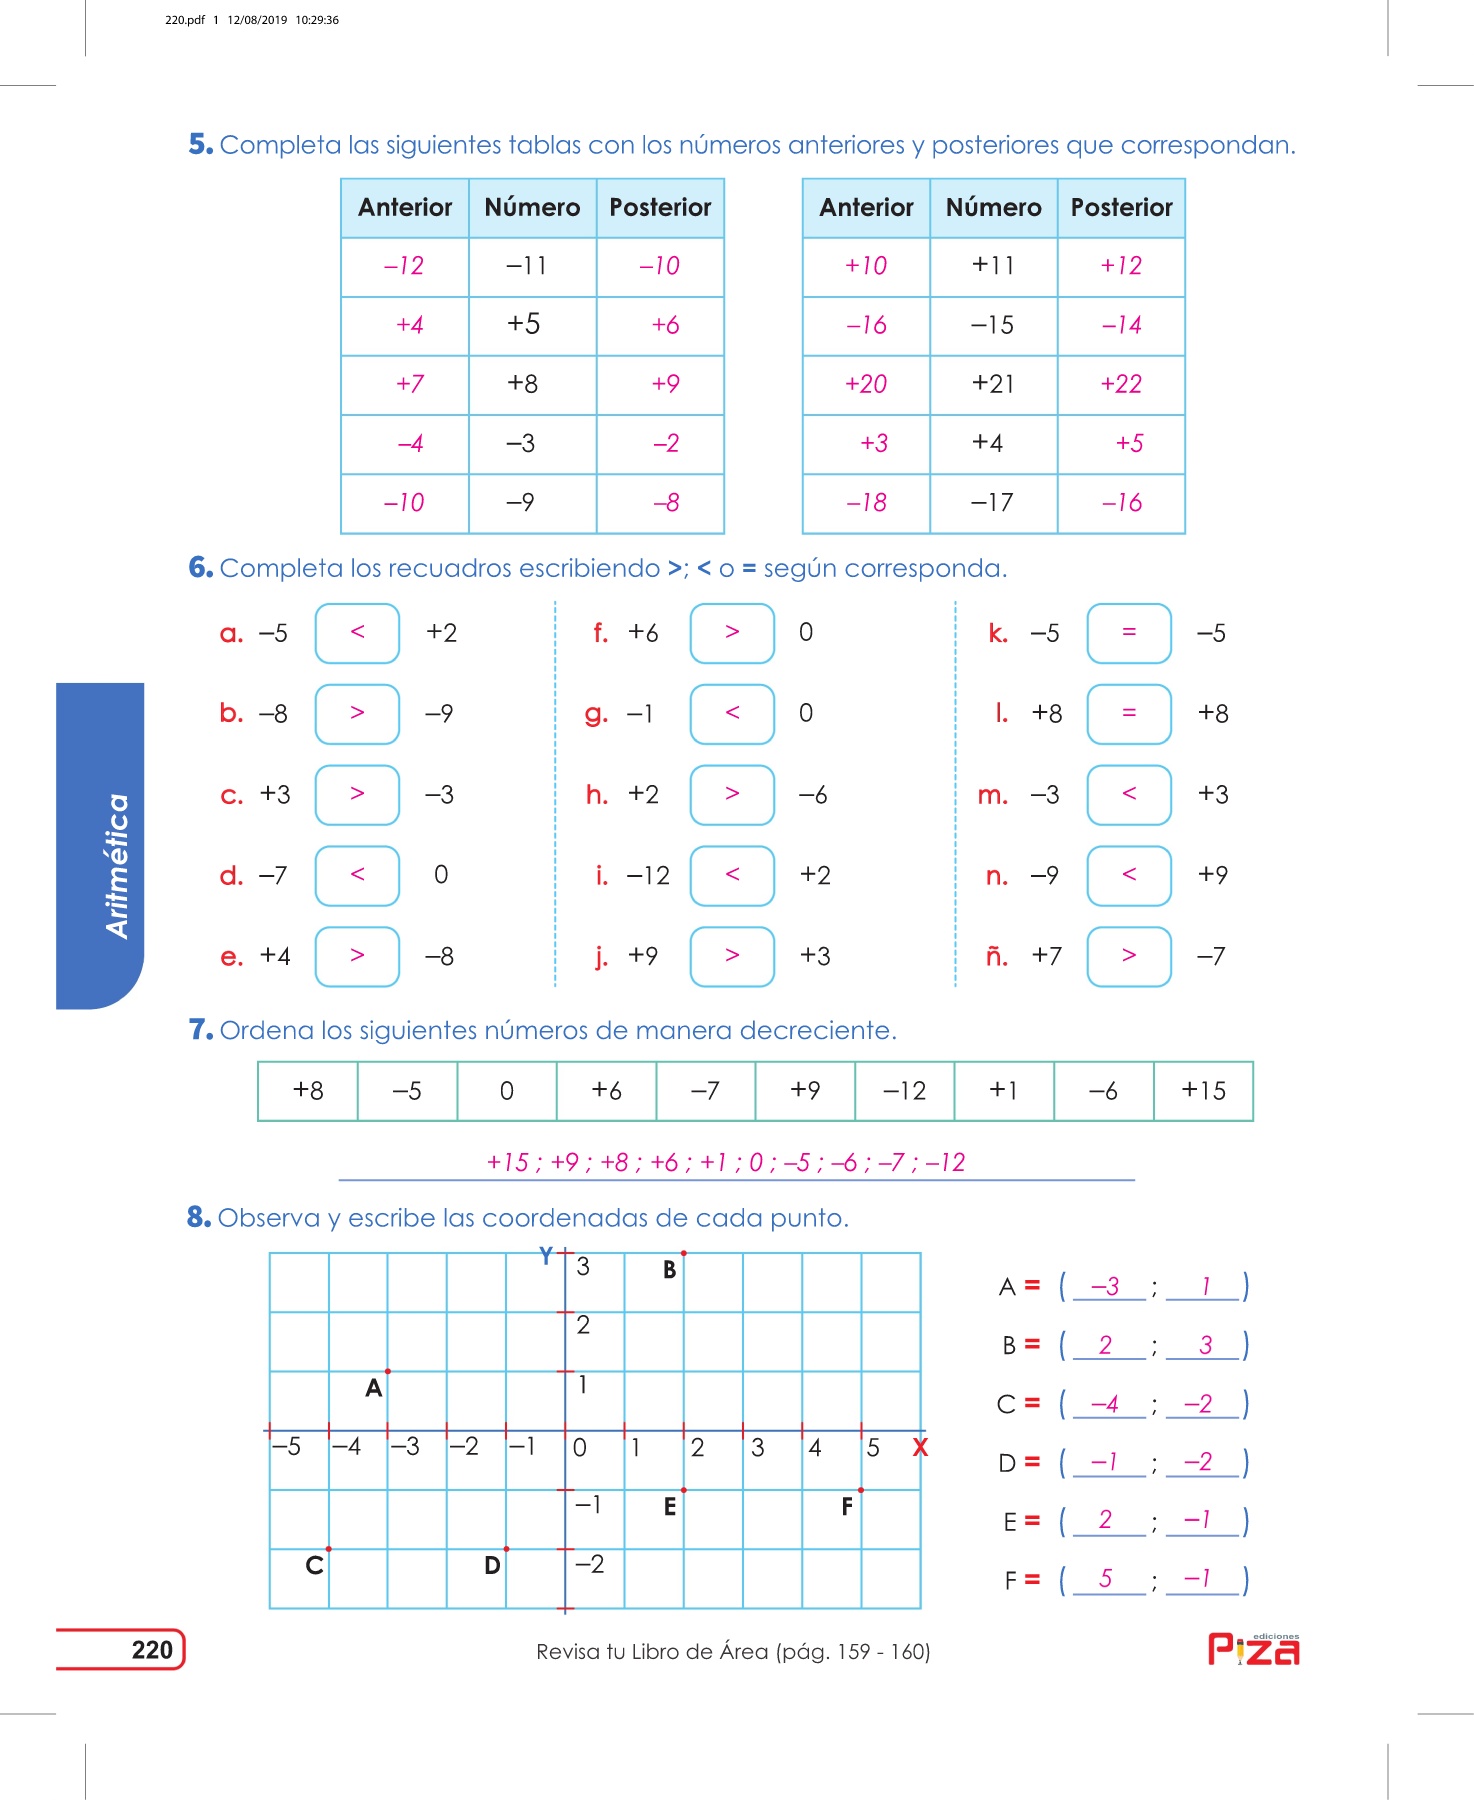 220.pdf 1 12/08/2019 10:29:36
5. Completa las siguientes tablas con los números anteriores y posteriores que correspondan.
Anterior Número Posterior
–12 –11 –10
+4 +5 +6
+7 +8 +9
–4 –3 –2
–10 –9 –8
Anterior Número Posterior
+10 +11 +12
–16 –15 –14
+20 +21 +22
+3 +4 +5
–18 –17 –16
6. Completa los recuadros escribiendo >; < o = según corresponda.
a. –5 < +2
b. –8 > –9
c. +3 > –3
d. –7 < 0
e. +4 > –8
f. +6 > 0
g. –1 < 0
h. +2 > –6
i. –12 < +2
j. +9 > +3
k. –5 = –5
l. +8 = +8
m. –3 < +3
n. –9 < +9
ñ. +7 > –7
Aritmética
7. Ordena los siguientes números de manera decreciente.
+8 –5 0 +6 –7 +9 –12 +1 –6 +15
+15 ; +9 ; +8 ; +6 ; +1 ; 0 ; –5 ; –6 ; –7 ; –12
8. Observa y escribe las coordenadas de cada punto.
Y 3 B
2
A 1
–5 –4 –3 –2 –1 0 1 2 3 4 5 X
–1 E F
C D –2
A = ( –3 ; 1 )
B = ( 2 ; 3 )
C = ( –4 ; –2 )
D = ( –1 ; –2 )
E = ( 2 ; –1 )
F = ( 5 ; –1 )
220
Revisa tu Libro de Área (pág. 159 - 160)
ediciones
Piza